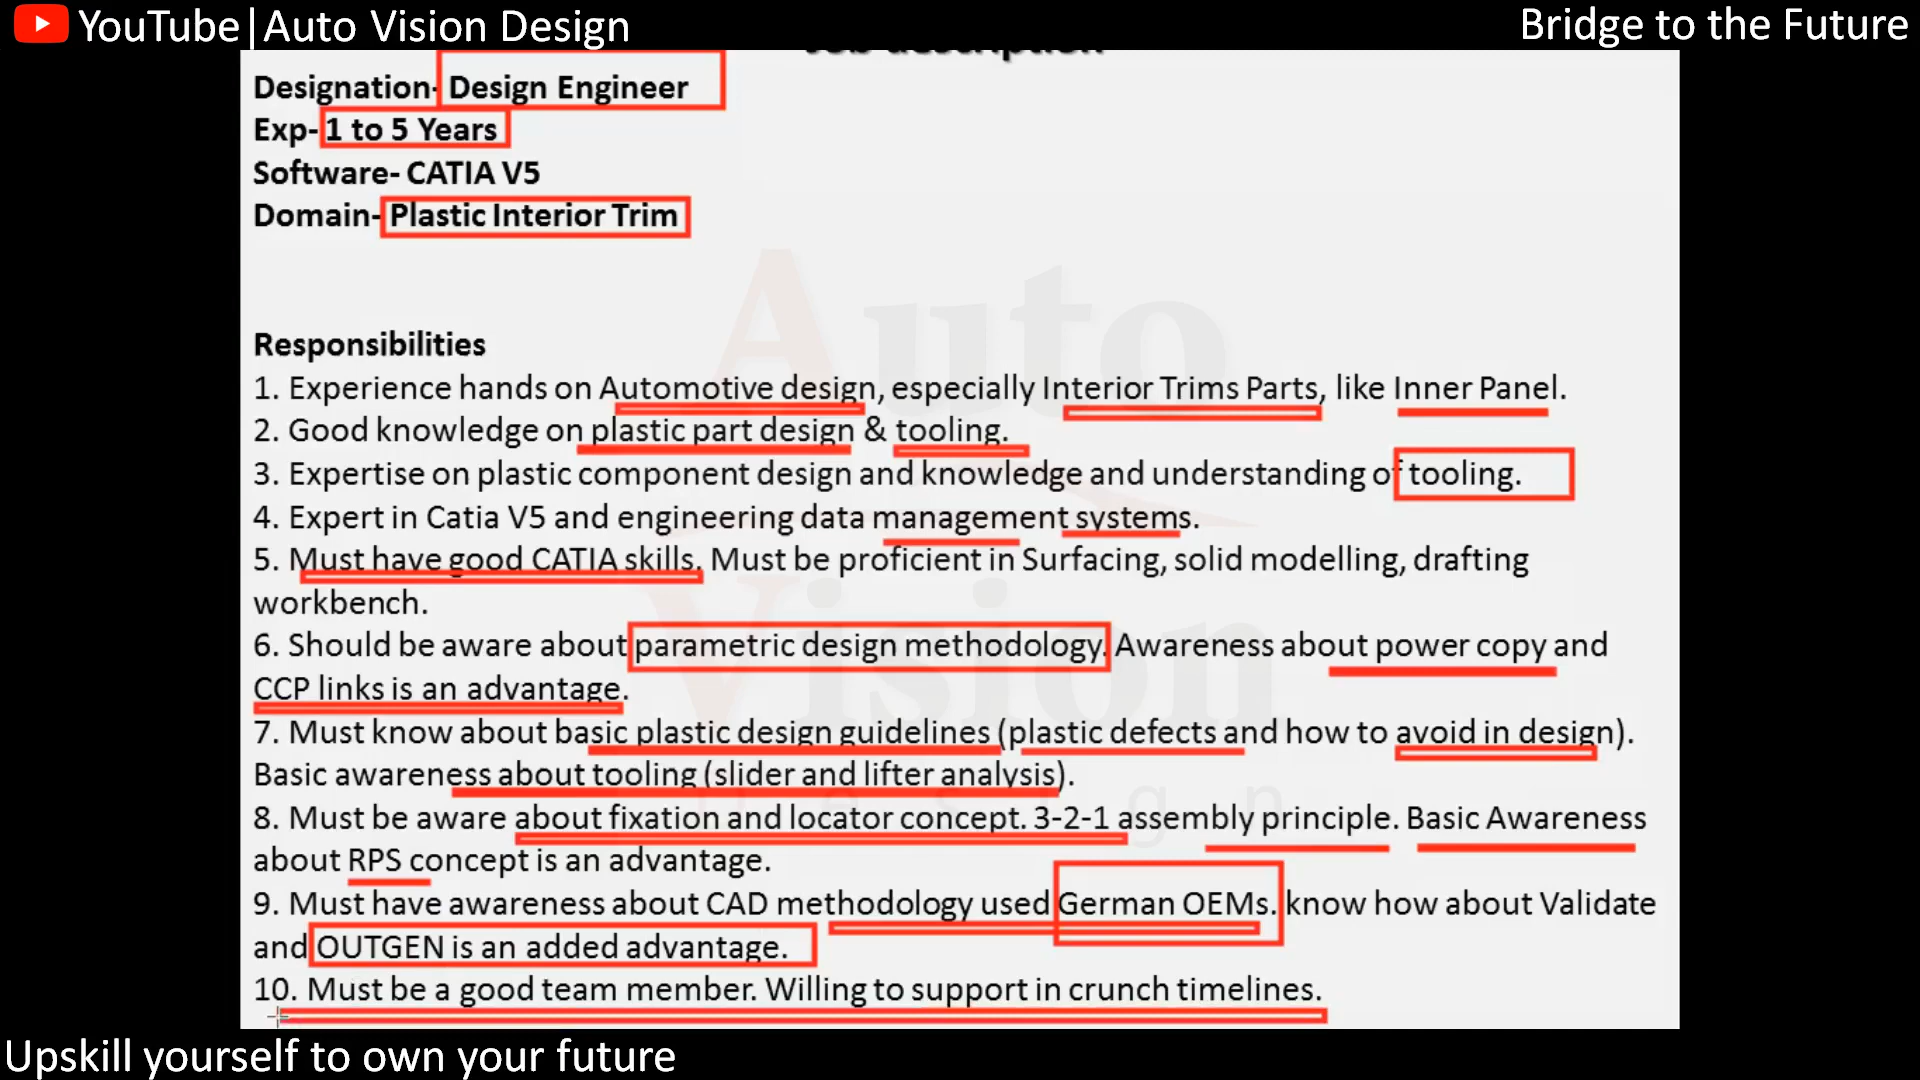 YouTube|Auto Vision Design
Bridge to the Future
Job description
Designation- Design Engineer
Exp- 1 to 5 Years
Software- CATIA V5
Domain- Plastic Interior Trim
Auto
Vision
Design
Responsibilities
1. Experience hands on Automotive design, especially Interior Trims Parts, like Inner Panel.
2. Good knowledge on plastic part design & tooling.
3. Expertise on plastic component design and knowledge and understanding of tooling.
4. Expert in Catia V5 and engineering data management systems.
5. Must have good CATIA skills. Must be proficient in Surfacing, solid modelling, drafting
workbench.
6. Should be aware about parametric design methodology. Awareness about power copy and
CCP links is an advantage.
7. Must know about basic plastic design guidelines (plastic defects and how to avoid in design).
Basic awareness about tooling (slider and lifter analysis).
8. Must be aware about fixation and locator concept. 3-2-1 assembly principle. Basic Awareness
about RPS concept is an advantage.
9. Must have awareness about CAD methodology used German OEMs. know how about Validate
and OUTGEN is an added advantage.
10. Must be a good team member. Willing to support in crunch timelines.
Upskill yourself to own your future